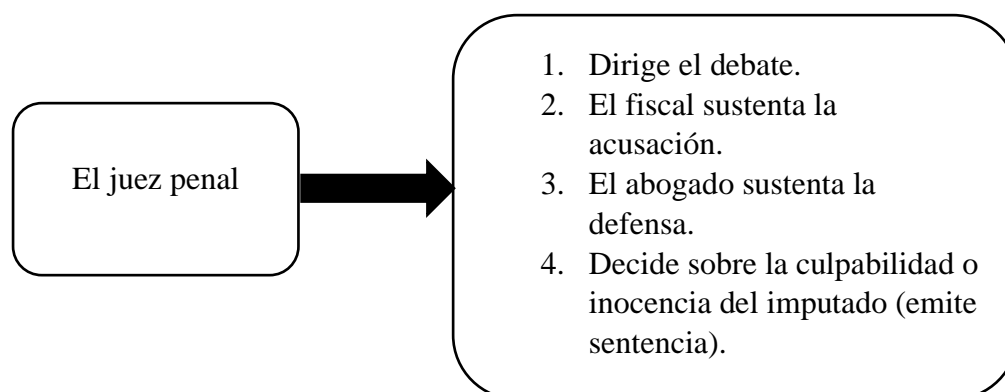 El juez penal
1. Dirige el debate.
2. El fiscal sustenta la
acusación.
3. El abogado sustenta la
defensa.
4. Decide sobre la culpabilidad o
inocencia del imputado (emite
sentencia).